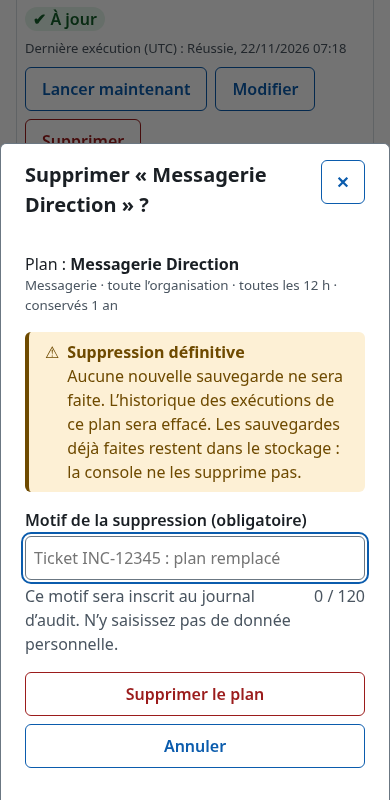 ✔ À jour
Dernière exécution (UTC) : Réussie, 22/11/2026 07:18
Lancer maintenant
Modifier
Supprimer
Supprimer « Messagerie
Direction » ?
×
Plan : Messagerie Direction
Messagerie · toute l’organisation · toutes les 12 h ·
conservés 1 an
⚠ Suppression définitive
Aucune nouvelle sauvegarde ne sera
faite. L’historique des exécutions de
ce plan sera effacé. Les sauvegardes
déjà faites restent dans le stockage :
la console ne les supprime pas.
Motif de la suppression (obligatoire)
Ticket INC-12345 : plan remplacé
Ce motif sera inscrit au journal
d’audit. N’y saisissez pas de donnée
personnelle.
0 / 120
Supprimer le plan
Annuler